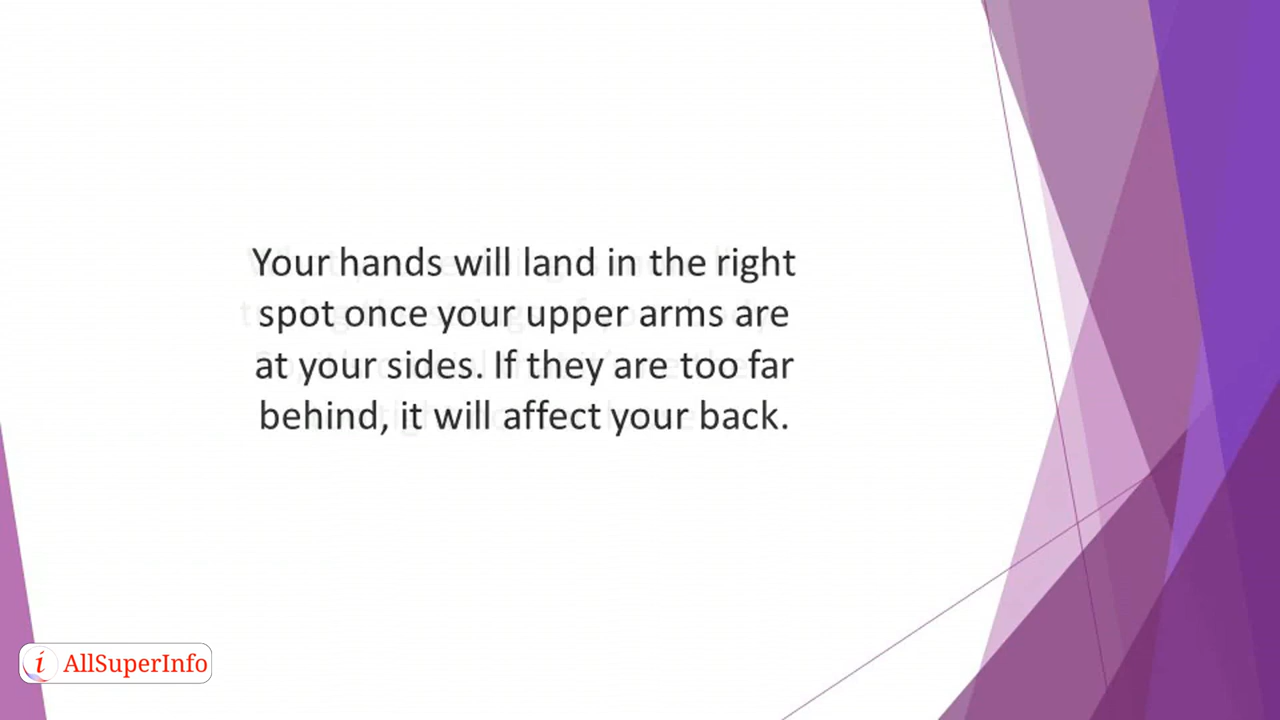 Your hands will land in the right
spot once your upper arms are
at your sides. If they are too far
behind, it will affect your back.
i AllSuperInfo